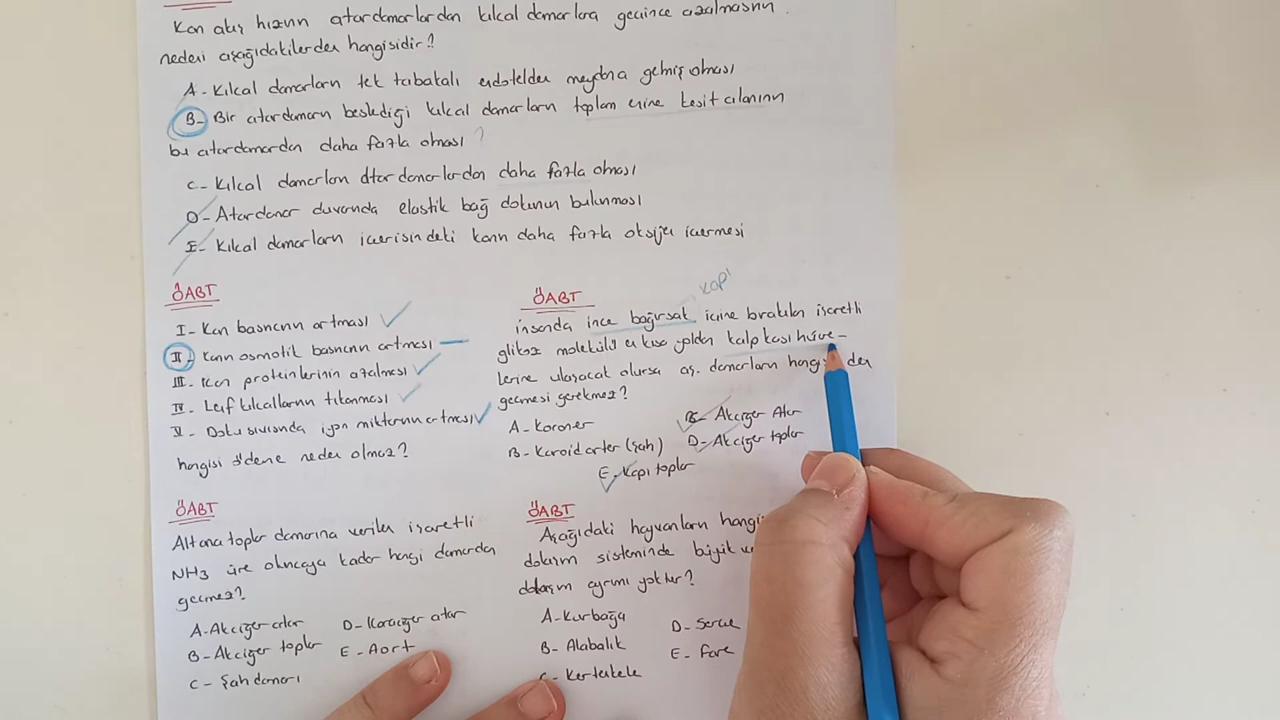 Kan akış hızının atardamarlardan kılcal damarlara geçince azalmasının
nedeni aşağıdakilerden hangisidir?
A- Kılcal damarların tek tabakalı endotelden meydana gelmiş olması
B- Bir atardamarın beslediği kılcal damarların toplam enine kesit alanının
bu atardamardan daha fazla olması ?
C- Kılcal damarların atardamarlardan daha fazla olması
D- Atardamar duvarında elastik bağ dokunun bulunması
E- Kılcal damarların içerisindeki kanın daha fazla oksijen içermesi
ÖABT
I- Kan basıncının artması
II- Kanın osmotik basıncının artması
III- Kan proteinlerinin azalması
IV- Lenf kılcallarının tıkanması
V- Doku sıvısında iyon miktarının artması
hangisi ödeme neden olmaz?
ÖABT
kapı
İnsanda ince bağırsak içine bırakılan işaretli
glikoz molekülü en kısa yoldan kalp kası hücre-
lerine ulaşacak olursa aş. damarların den
geçmesi gerekmez?
A- Koroner
B- Karoid arter (şah)
C- Akciğer Atar
D- Akciğer toplar
E- Kapı toplar
ÖABT
Alt ana toplar damarına verilen işaretli
NH3 üre oluncaya kadar hangi damardan
geçmez?
A- Akciğer atar
B- Akciğer toplar
C- Şah damarı
D- Karaciğer atar
E- Aort
ÖABT
Aşağıdaki hayvanların
dolaşım sisteminde büyük
dolaşım ayrımı yoktur?
A- Kurbağa
B- Alabalık
C- Kertenkele
D- Serçe
E- Fare